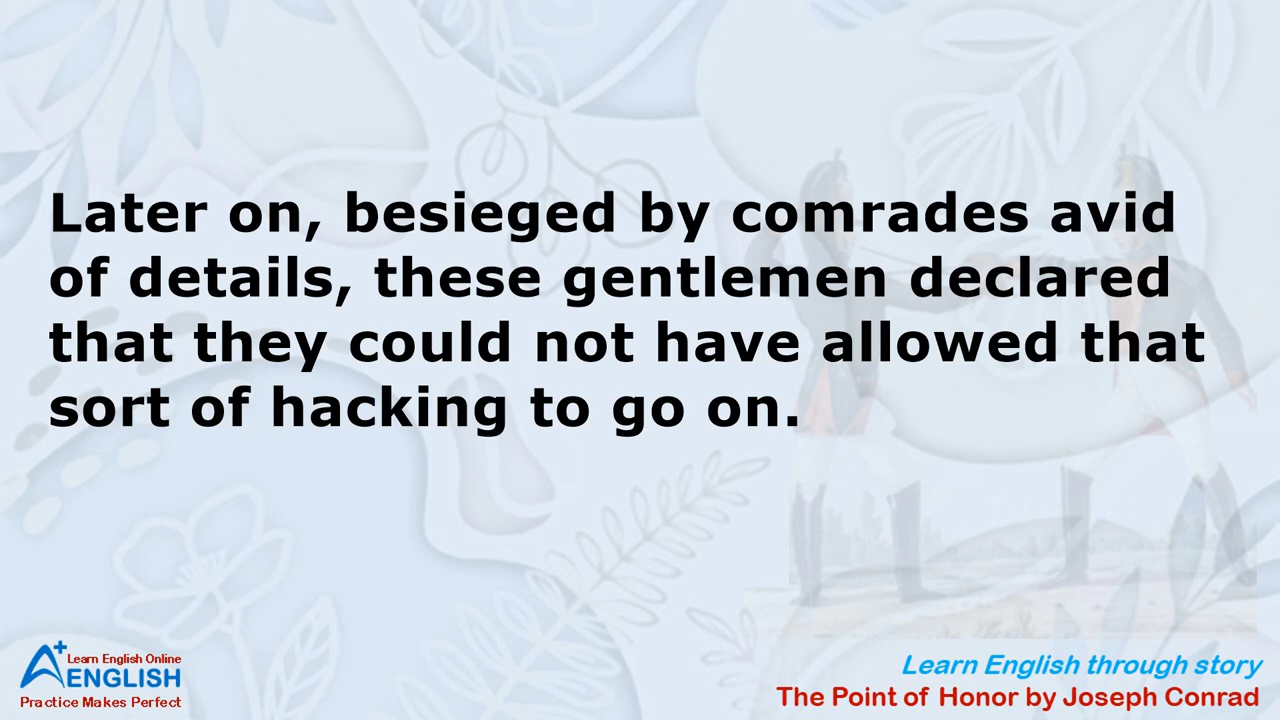 Later on, besieged by comrades avid
of details, these gentlemen declared
that they could not have allowed that
sort of hacking to go on.
A+ Learn English Online
ENGLISH
Practice Makes Perfect
Learn English through story
The Point of Honor by Joseph Conrad